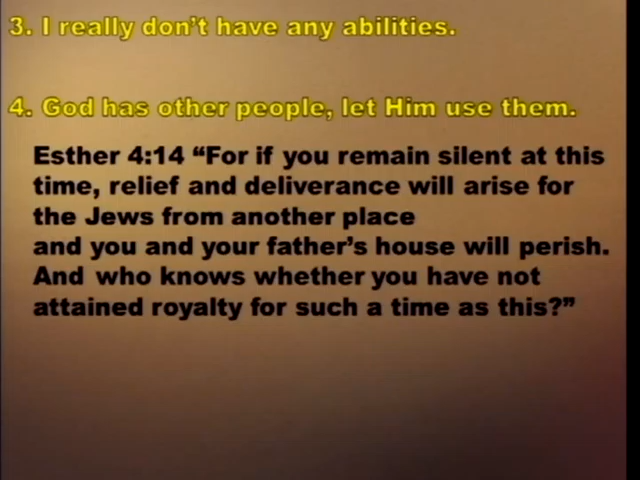 3. I really don't have any abilities.
4. God has other people, let Him use them.
Esther 4:14 “For if you remain silent at this
time, relief and deliverance will arise for
the Jews from another place
and you and your father’s house will perish.
And who knows whether you have not
attained royalty for such a time as this?”